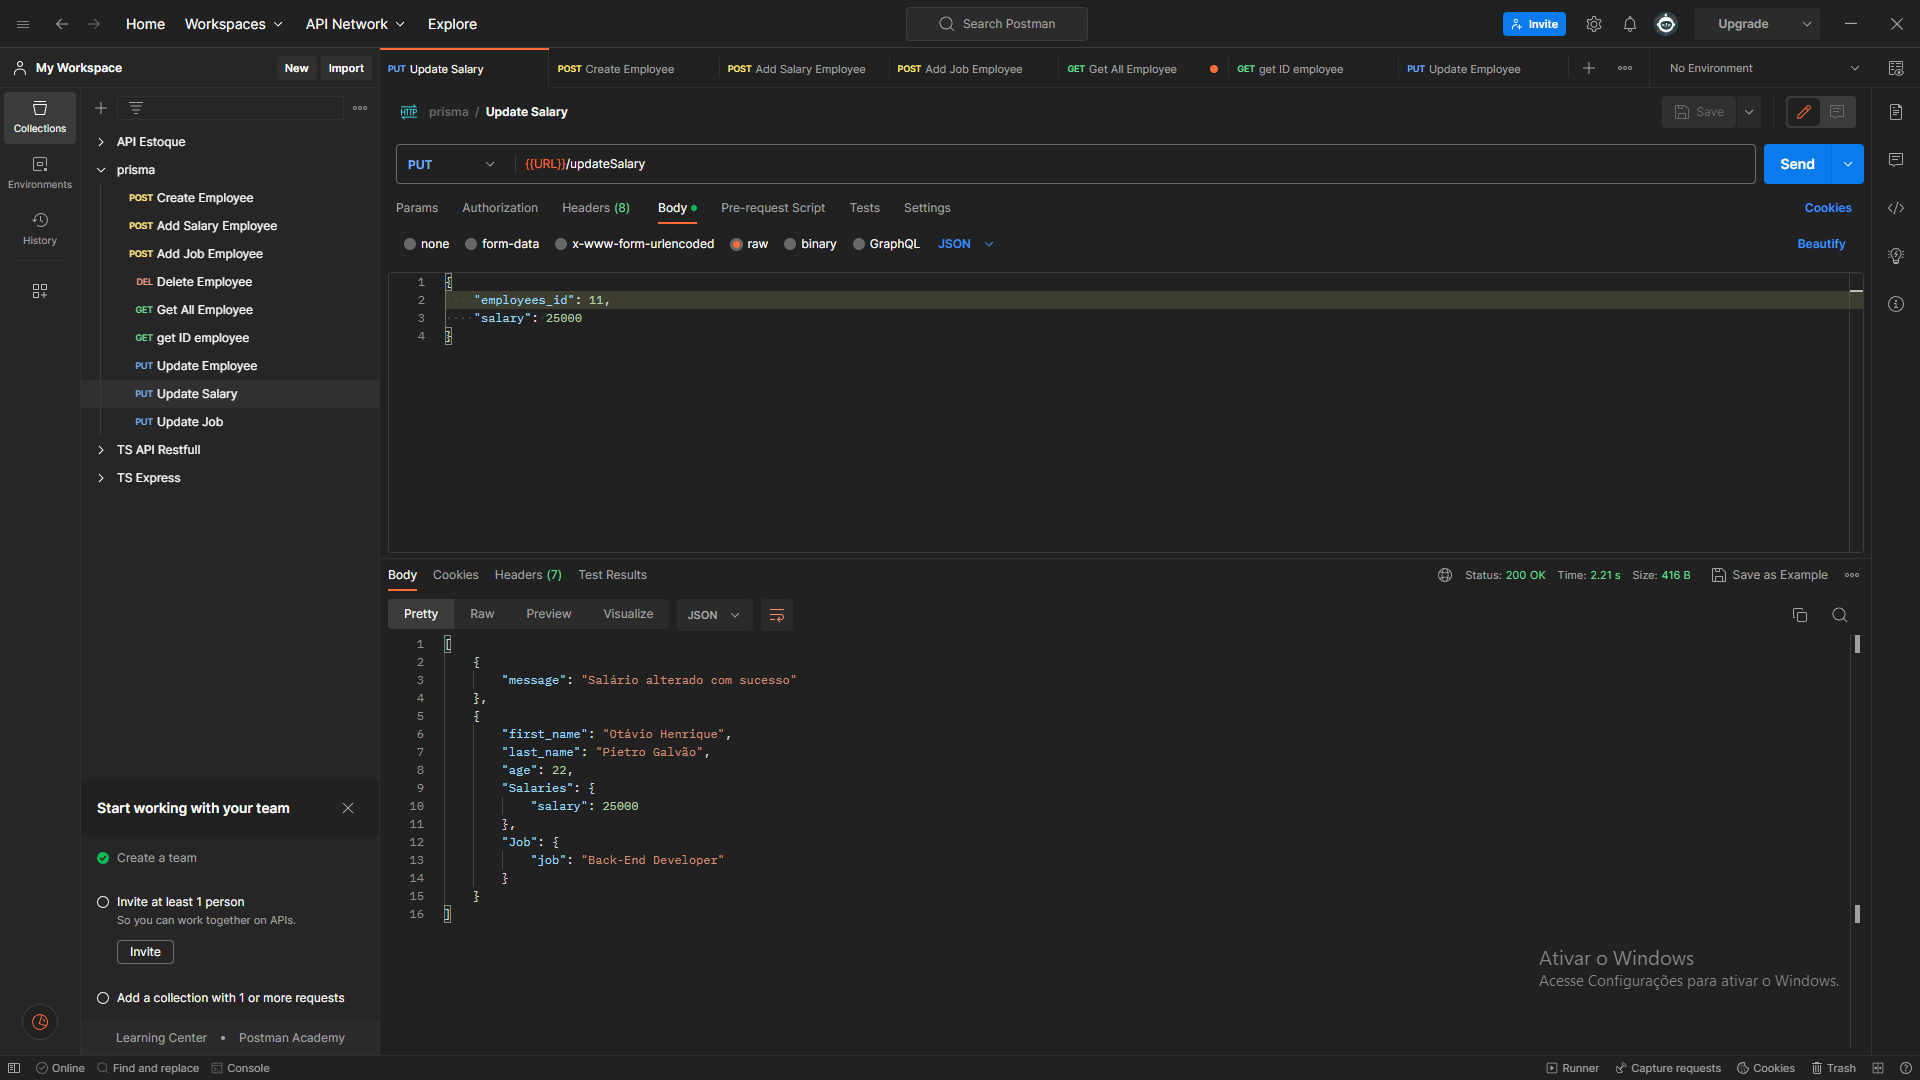 Home Workspaces API Network Explore Search Postman Invite Upgrade
My Workspace New Import
PUT Update Salary POST Create Employee POST Add Salary Employee POST Add Job Employee GET Get All Employee GET get ID employee PUT Update Employee No Environment
Collections
Environments
History
API Estoque
prisma
POST Create Employee
POST Add Salary Employee
POST Add Job Employee
DEL Delete Employee
GET Get All Employee
GET get ID employee
PUT Update Employee
PUT Update Salary
PUT Update Job
TS API Restfull
TS Express
Start working with your team
Create a team
Invite at least 1 person
So you can work together on APIs.
Invite
Add a collection with 1 or more requests
Learning Center • Postman Academy
HTTP prisma / Update Salary Save
PUT {{URL}}/updateSalary Send
Params Authorization Headers (8) Body Pre-request Script Tests Settings Cookies
none form-data x-www-form-urlencoded raw binary GraphQL JSON Beautify
1 {
2 "employees_id": 11,
3 "salary": 25000
4 }
Body Cookies Headers (7) Test Results Status: 200 OK Time: 2.21 s Size: 416 B Save as Example
Pretty Raw Preview Visualize JSON
1 [
2 {
3 "message": "Salário alterado com sucesso"
4 },
5 {
6 "first_name": "Otávio Henrique",
7 "last_name": "Pietro Galvão",
8 "age": 22,
9 "Salaries": {
10 "salary": 25000
11 },
12 "Job": {
13 "job": "Back-End Developer"
14 }
15 }
16 ]
Ativar o Windows
Acesse Configurações para ativar o Windows.
Online Find and replace Console Runner Capture requests Cookies Trash